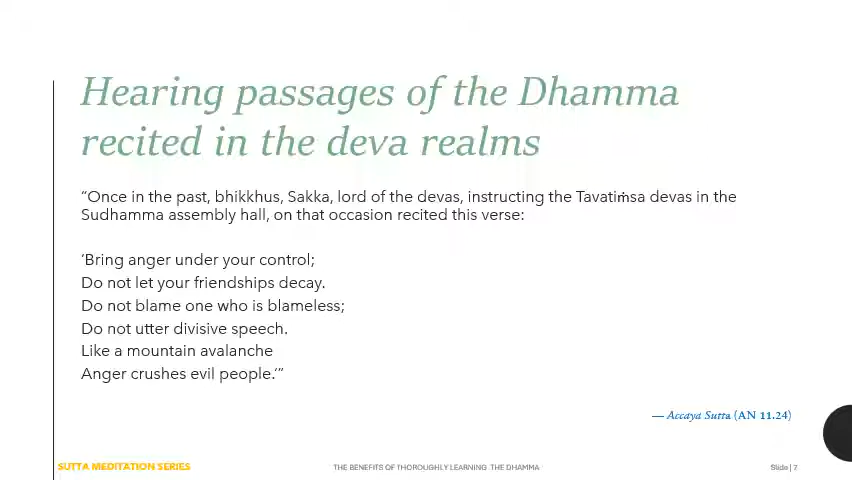 Hearing passages of the Dhamma
recited in the deva realms
“Once in the past, bhikkhus, Sakka, lord of the devas, instructing the Tavatiṁsa devas in the
Sudhamma assembly hall, on that occasion recited this verse:
‘Bring anger under your control;
Do not let your friendships decay.
Do not blame one who is blameless;
Do not utter divisive speech.
Like a mountain avalanche
Anger crushes evil people.’”
— Accaya Sutta (AN 11.24)
SUTTA MEDITATION SERIES
THE BENEFITS OF THOROUGHLY LEARNING THE DHAMMA
Slide | 7